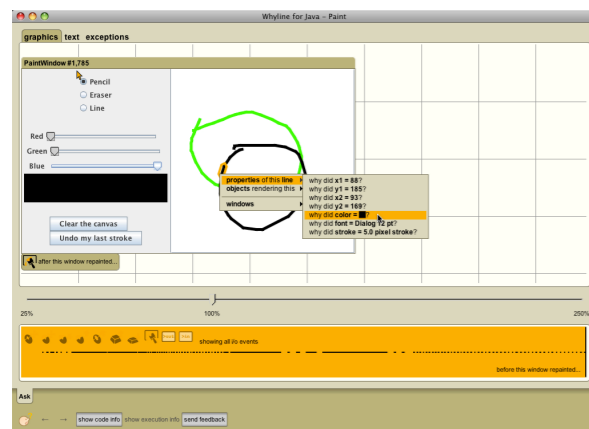 Whyline for Java - Paint
graphics text exceptions
PaintWindow #1,785
Pencil
Eraser
Line
Red
Green
Blue
Clear the canvas
Undo my last stroke
properties of this line
objects rendering this
windows
why did x1 = 88?
why did y1 = 185?
why did x2 = 93?
why did y2 = 169?
why did color = ?
why did font = Dialog 12 pt?
why did stroke = 5.0 pixel stroke?
after this window repainted...
25% 100% 250%
showing all i/o events
before this window repainted...
Ask
show code info show execution info send feedback